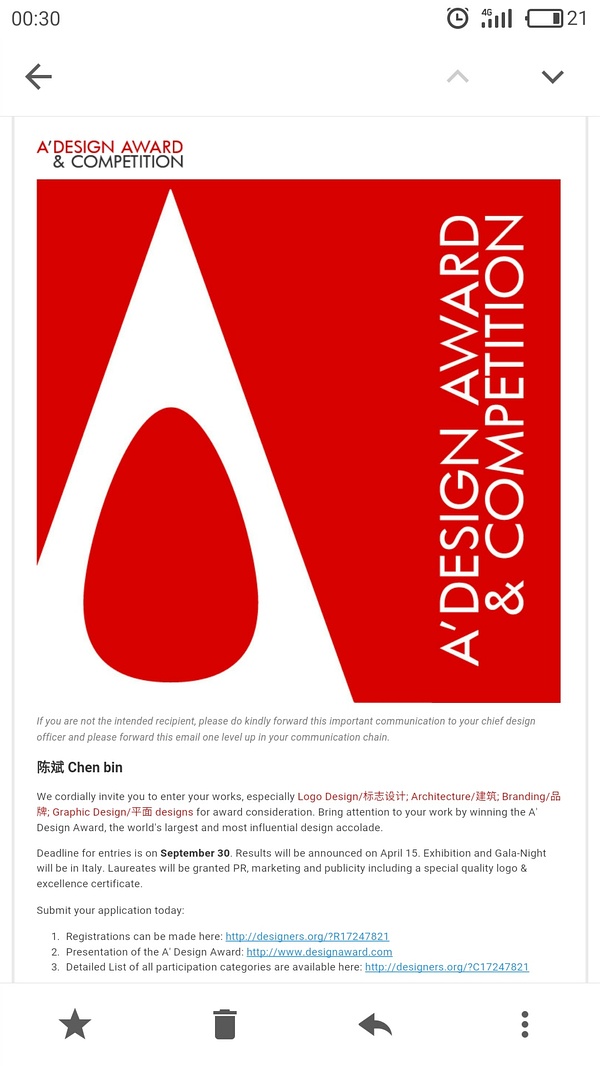 00:30
4G
21
A'DESIGN AWARD
& COMPETITION
A'DESIGN AWARD
& COMPETITION
If you are not the intended recipient, please do kindly forward this important communication to your chief design
officer and please forward this email one level up in your communication chain.
陈斌 Chen bin
We cordially invite you to enter your works, especially Logo Design/标志设计; Architecture/建筑; Branding/品
牌; Graphic Design/平面 designs for award consideration. Bring attention to your work by winning the A'
Design Award, the world's largest and most influential design accolade.
Deadline for entries is on September 30. Results will be announced on April 15. Exhibition and Gala-Night
will be in Italy. Laureates will be granted PR, marketing and publicity including a special quality logo &
excellence certificate.
Submit your application today:
1. Registrations can be made here: http://designers.org/?R17247821
2. Presentation of the A' Design Award: http://www.designaward.com
3. Detailed List of all participation categories are available here: http://designers.org/?C17247821